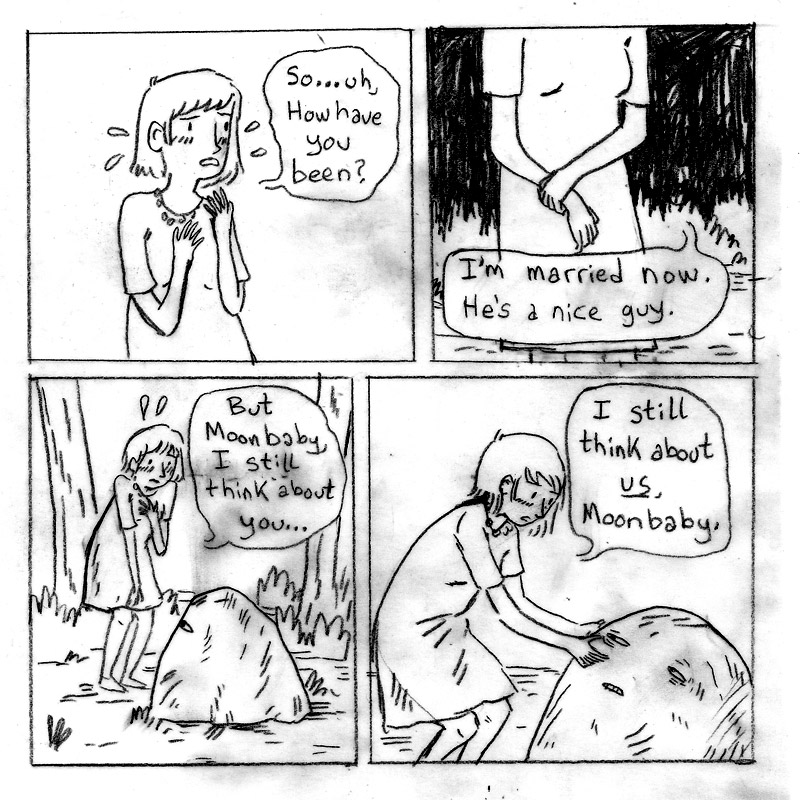 So...uh,
How have
you
been?
I'm married now.
He's a nice guy.
But
Moonbaby,
I still
think about
you...
I still
think about
us,
Moonbaby.